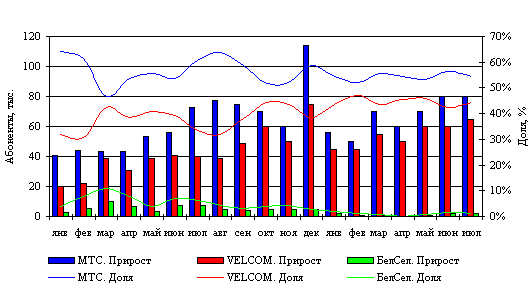 120 70%
60%
100
50%
80
40%
60
30%
40
20%
20
10%
0 0%
Абоненты, тыс.
Доля, %
янв фев мар апр май июн июл авг сен окт ноя дек янв фев мар апр май июн июл
МТС. Прирост VELCOM. Прирост БелСел. Прирост
МТС. Доля VELCOM. Доля БелСел. Доля